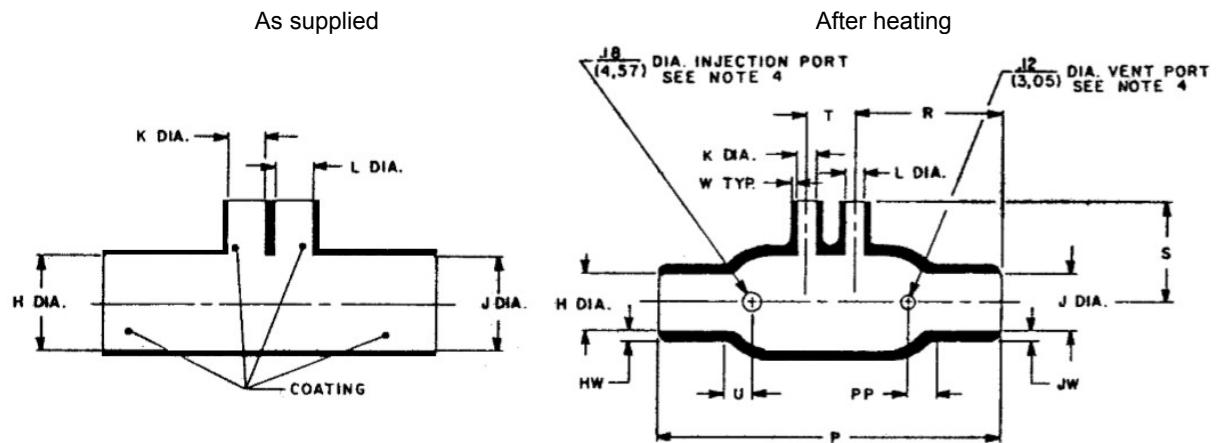 As supplied
After heating
.18
(4,57) DIA. INJECTION PORT
SEE NOTE 4
.12
(3,05) DIA. VENT PORT
SEE NOTE 4
K DIA.
L DIA.
H DIA.
J DIA.
COATING
T
R
K DIA.
W TYP.
L DIA.
S
H DIA.
J DIA.
HW
U
PP
JW
P